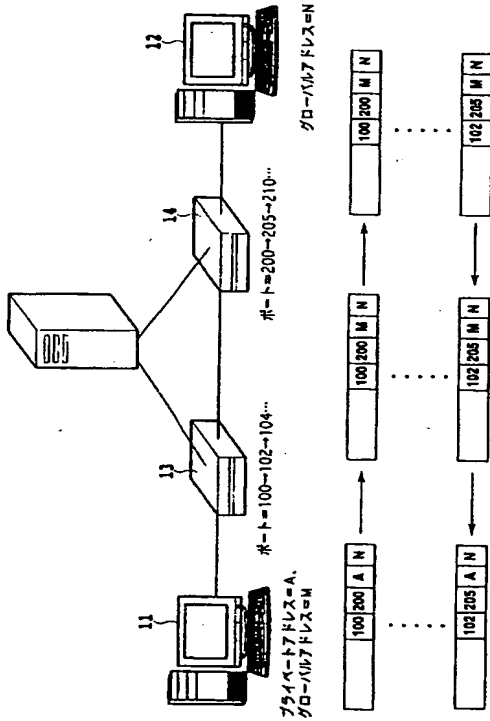 OCS
11
12
13
14
プライベートアドレス=A、
グローバルアドレス=M
ポート=100→102→104…
ポート=200→205→210…
グローバルアドレス=N
100 200 A N
100 200 M N
100 200 M N
102 205 A N
102 205 M N
102 205 M N